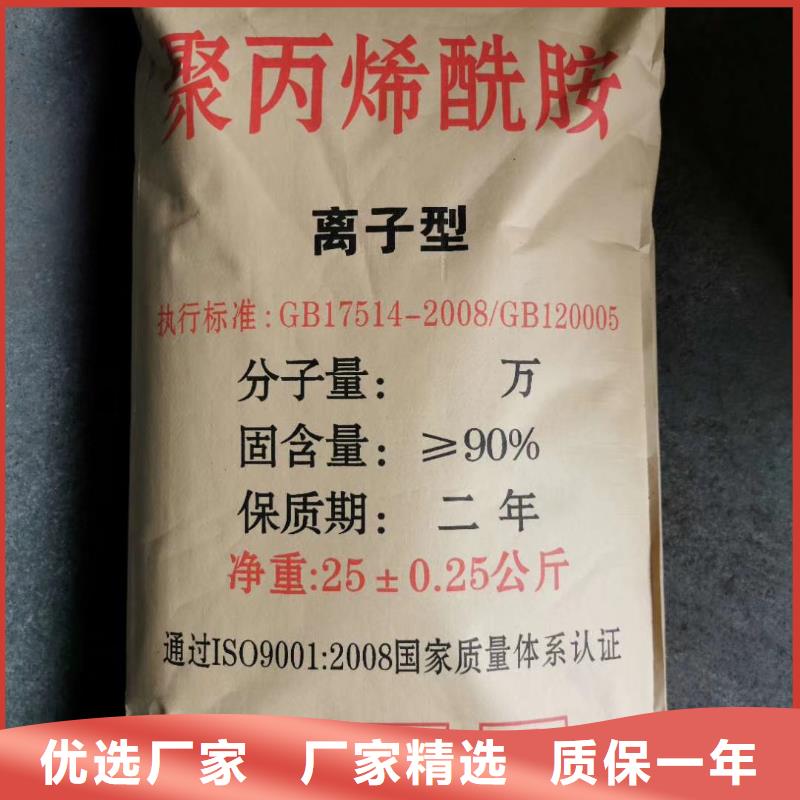 聚丙烯酰胺
离子型
执行标准:GB17514-2008/GB120005
分子量: 万
固含量: ≥90%
保质期: 二年
净重:25±0.25公斤
通过ISO9001:2008国家质量体系认证
优选厂家 厂家精选 质保一年